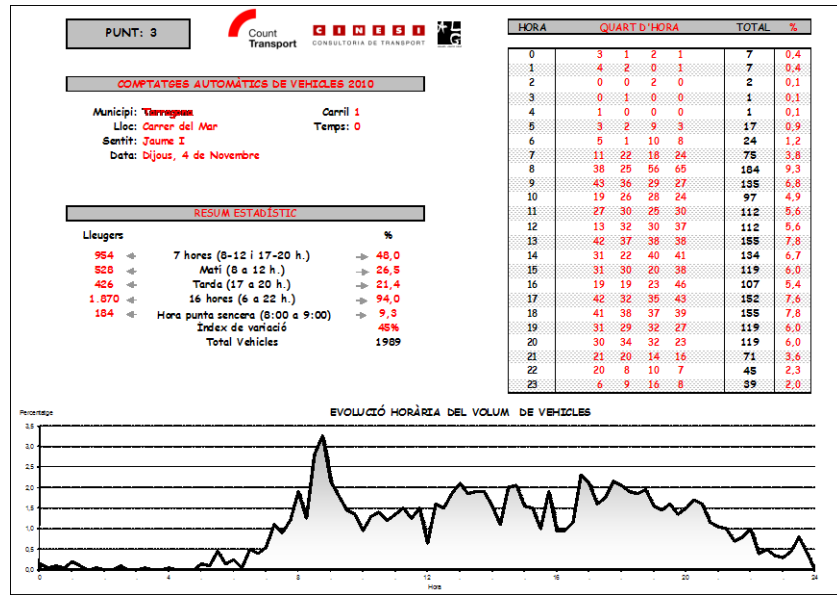 PUNT: 3
Count
Transport
CINESI
CONSULTORIA DE TRANSPORT
COMPTATGES AUTOMÀTICS DE VEHICLES 2010
Municipi: Carril 1
Lloc: Carrer del Mar Temps: 0
Sentit: Jaume I
Data: Dijous, 4 de Novembre
RESUM ESTADÍSTIC
Lleugers %
954 7 hores (8-12 i 17-20 h.) 48,0
528 Matí (8 a 12 h.) 26,5
426 Tarda (17 a 20 h.) 21,4
1.870 16 hores (6 a 22 h.) 94,0
184 Hora punta sencera (8:00 a 9:00) 9,3
Índex de variació 45%
Total Vehicles 1989
HORA QUART D'HORA TOTAL %
0 3 1 2 1 7 0,4
1 4 2 0 1 7 0,4
2 0 0 2 0 2 0,1
3 0 1 0 0 1 0,1
4 1 0 0 0 1 0,1
5 3 2 9 3 17 0,9
6 5 1 10 8 24 1,2
7 11 22 18 24 75 3,8
8 38 25 56 65 184 9,3
9 43 36 29 27 135 6,8
10 19 26 28 24 97 4,9
11 27 30 25 30 112 5,6
12 13 32 30 37 112 5,6
13 42 37 38 38 155 7,8
14 31 22 40 41 134 6,7
15 31 30 20 38 119 6,0
16 19 19 23 46 107 5,4
17 42 32 35 43 152 7,6
18 41 38 37 39 155 7,8
19 31 29 32 27 119 6,0
20 30 34 32 23 119 6,0
21 21 20 14 16 71 3,6
22 20 8 10 7 45 2,3
23 6 9 16 8 39 2,0
EVOLUCIÓ HORÀRIA DEL VOLUM DE VEHICLES
Percentatge
3,5
3,0
2,5
2,0
1,5
1,0
0,5
0,0
0 4 8 12 16 20 24
Hors